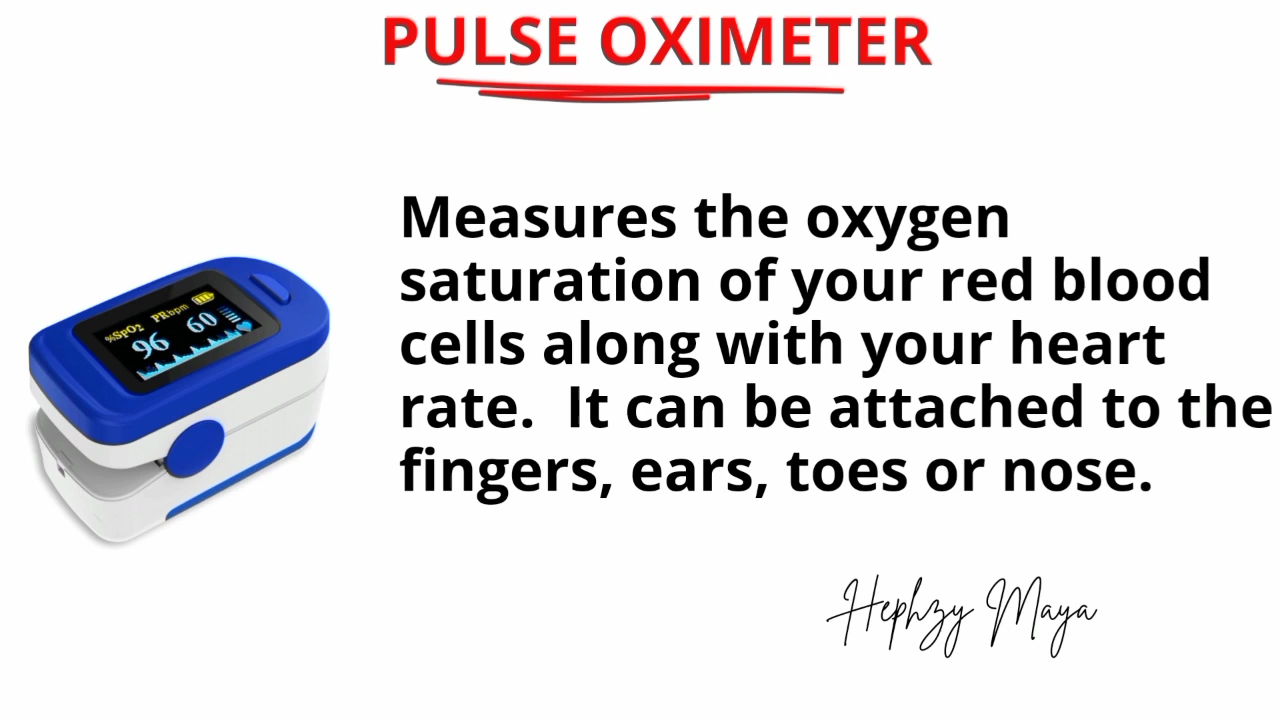 PULSE OXIMETER
Measures the oxygen
saturation of your red blood
cells along with your heart
rate.  It can be attached to the
fingers, ears, toes or nose.
%SpO2 PRbpm
96 60
Hephzy Maya